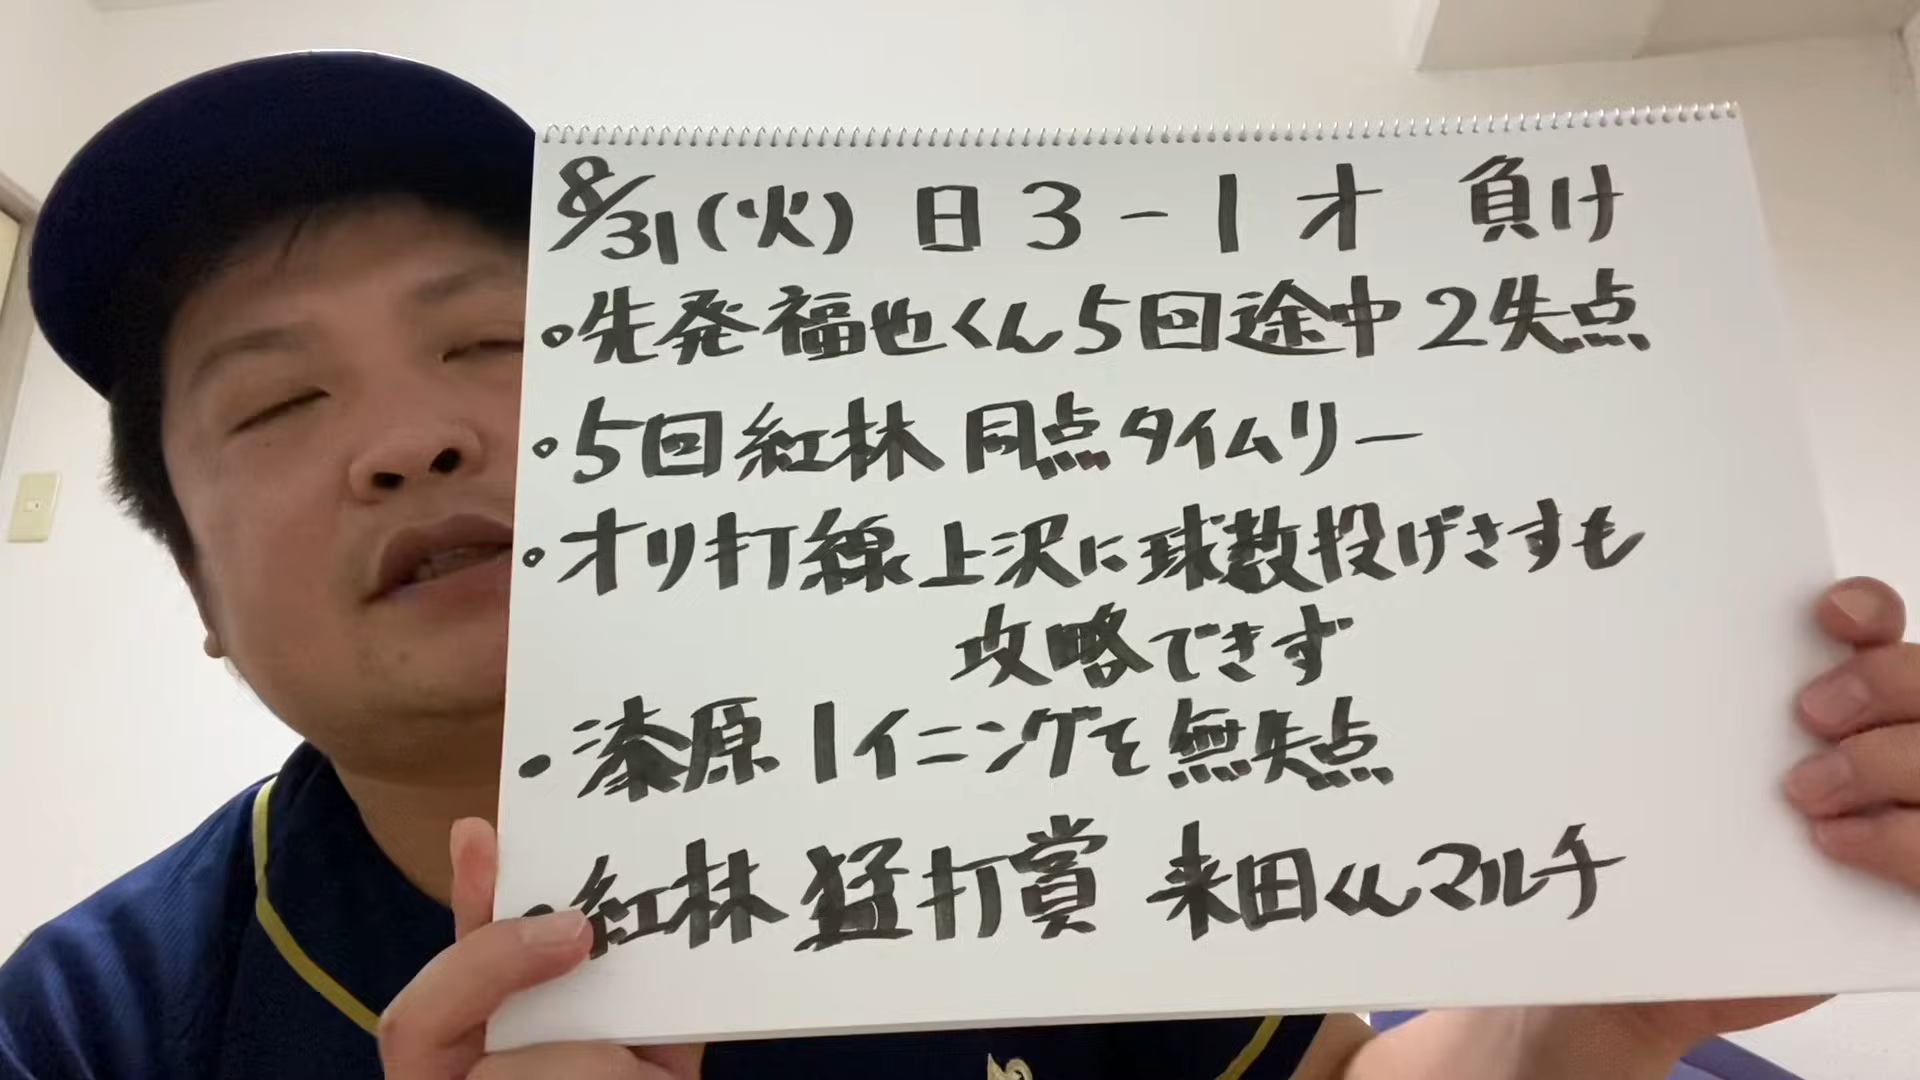 8/31(火) 日 3-1 オ 負け
・先発福也くん5回途中2失点
・5回紅林 同点タイムリー
・オリ打線上沢に球数投げさすも
攻略できず
・漆原 1イニングを無失点
・紅林 猛打賞 来田くんマルチ